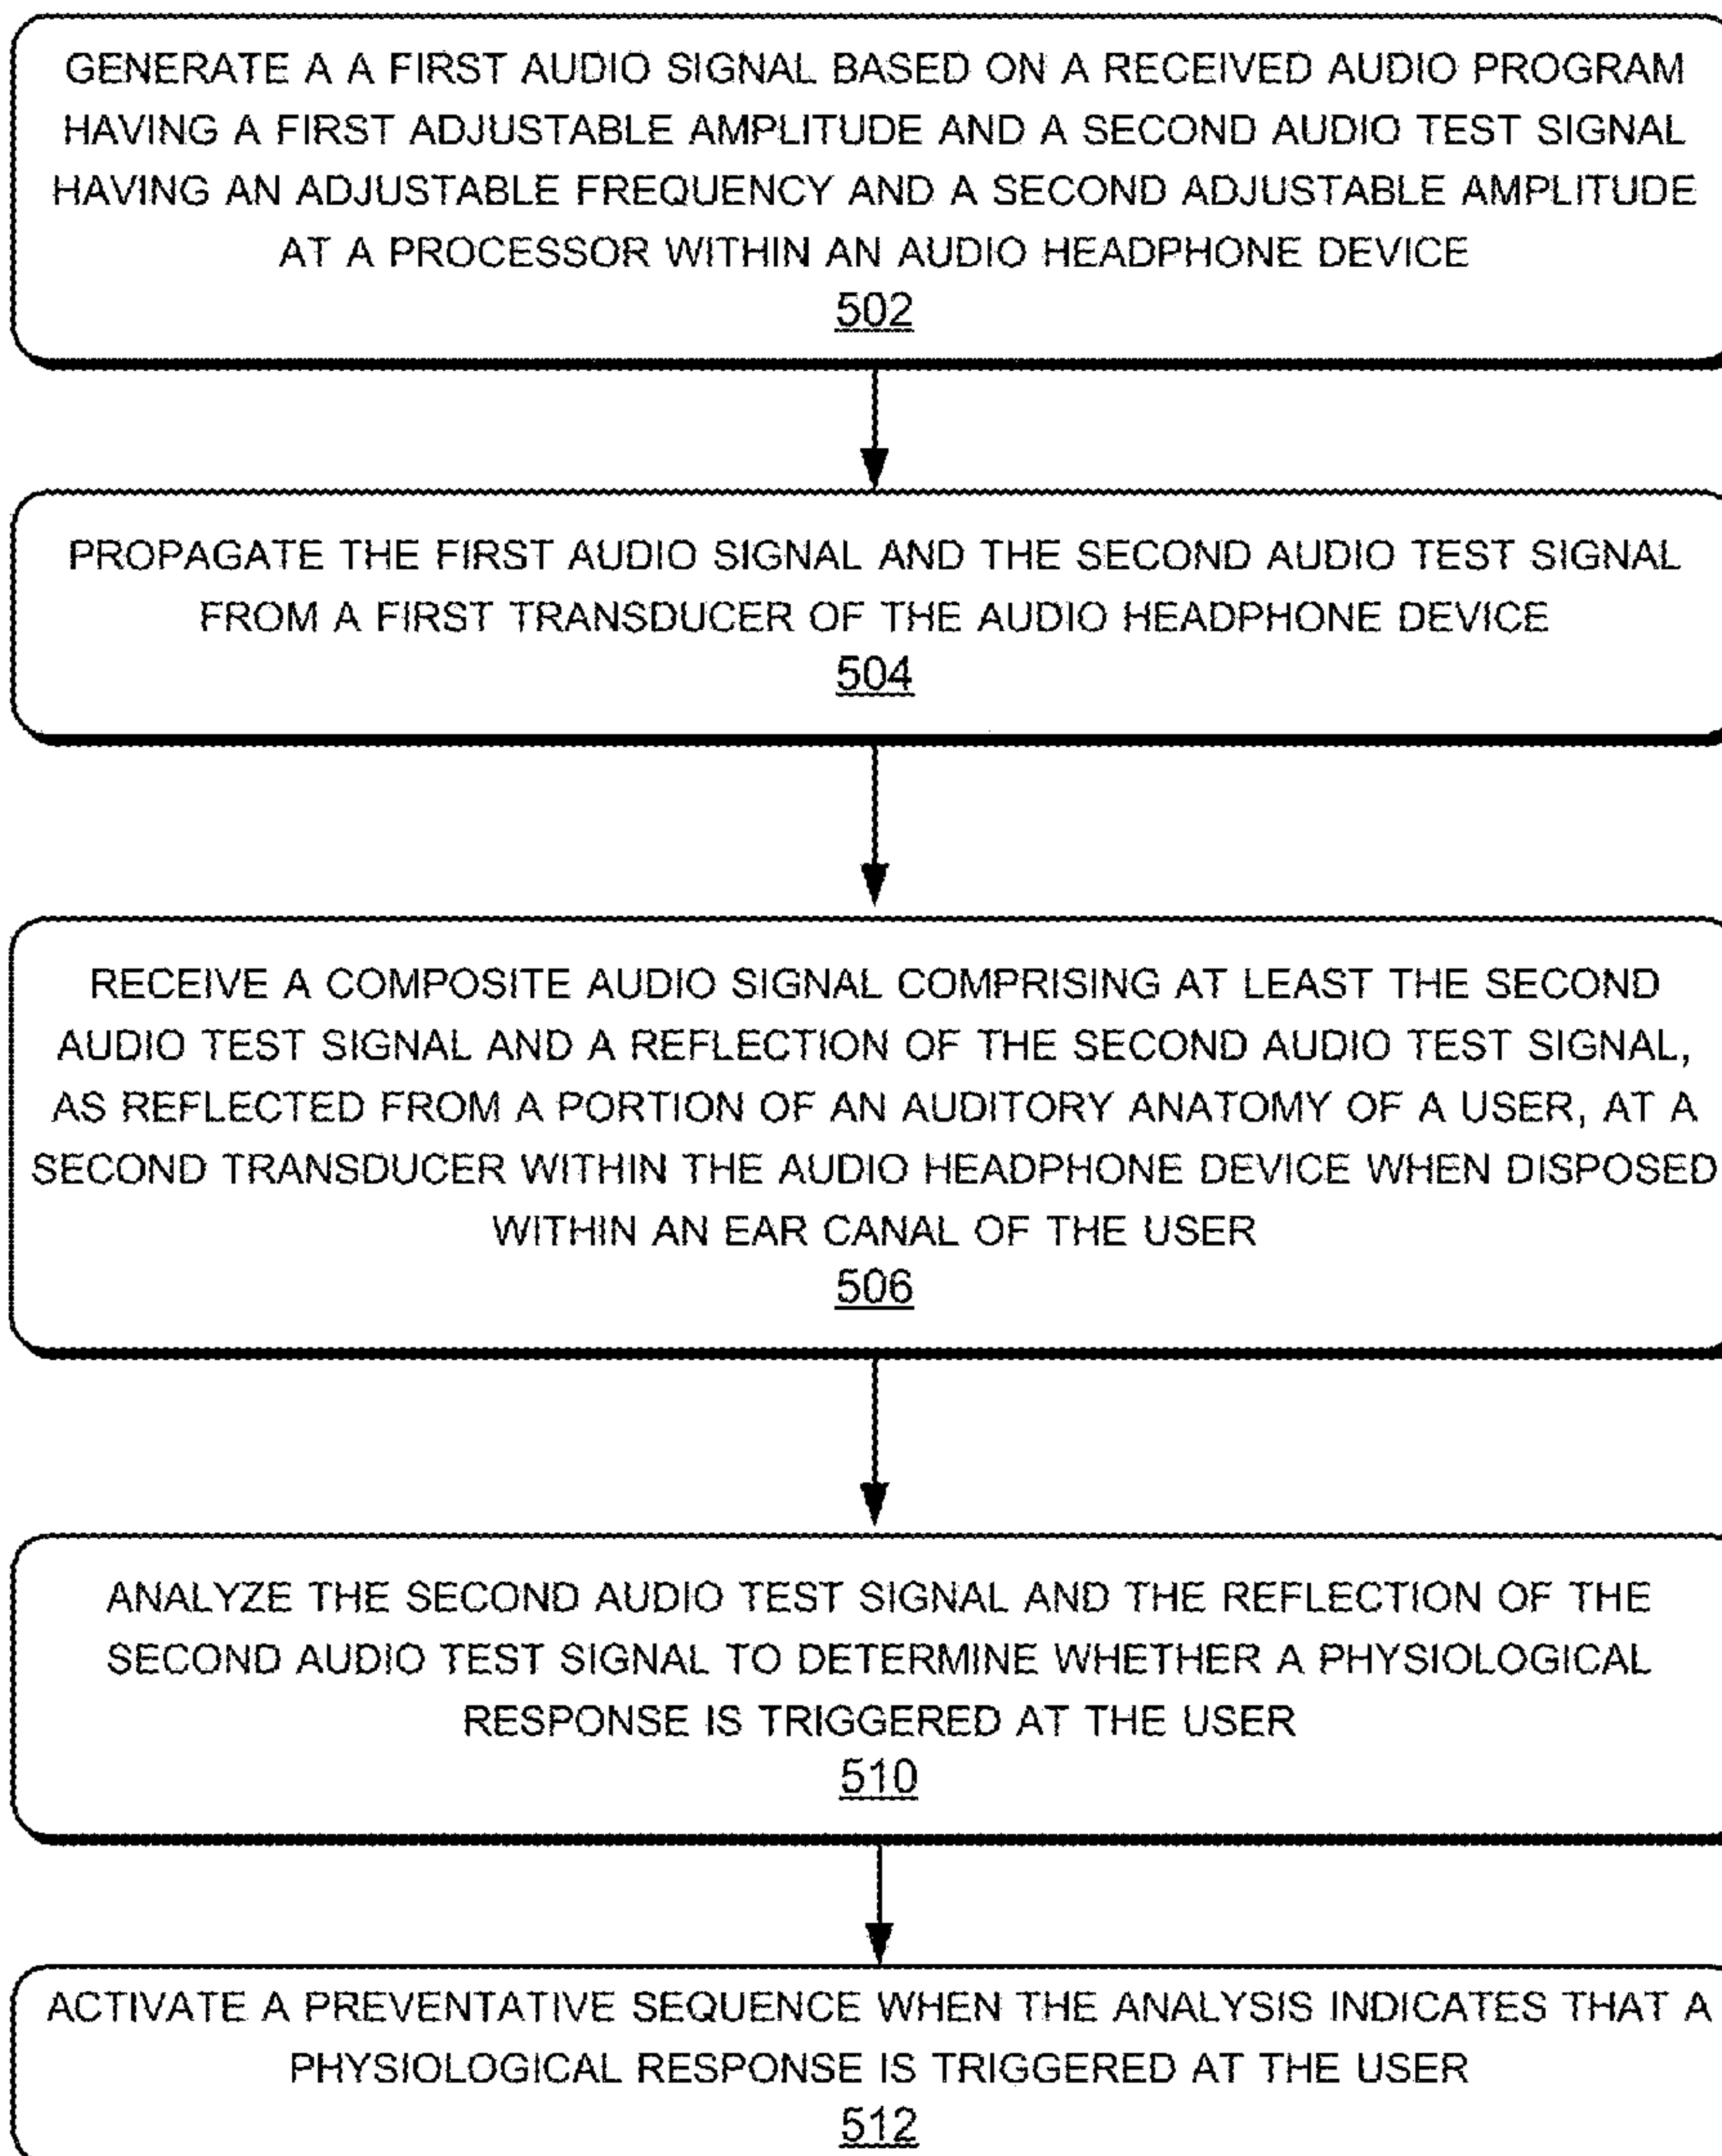 GENERATE A A FIRST AUDIO SIGNAL BASED ON A RECEIVED AUDIO PROGRAM
HAVING A FIRST ADJUSTABLE AMPLITUDE AND A SECOND AUDIO TEST SIGNAL
HAVING AN ADJUSTABLE FREQUENCY AND A SECOND ADJUSTABLE AMPLITUDE
AT A PROCESSOR WITHIN AN AUDIO HEADPHONE DEVICE
502
PROPAGATE THE FIRST AUDIO SIGNAL AND THE SECOND AUDIO TEST SIGNAL
FROM A FIRST TRANSDUCER OF THE AUDIO HEADPHONE DEVICE
504
RECEIVE A COMPOSITE AUDIO SIGNAL COMPRISING AT LEAST THE SECOND
AUDIO TEST SIGNAL AND A REFLECTION OF THE SECOND AUDIO TEST SIGNAL,
AS REFLECTED FROM A PORTION OF AN AUDITORY ANATOMY OF A USER, AT A
SECOND TRANSDUCER WITHIN THE AUDIO HEADPHONE DEVICE WHEN DISPOSED
WITHIN AN EAR CANAL OF THE USER
506
ANALYZE THE SECOND AUDIO TEST SIGNAL AND THE REFLECTION OF THE
SECOND AUDIO TEST SIGNAL TO DETERMINE WHETHER A PHYSIOLOGICAL
RESPONSE IS TRIGGERED AT THE USER
510
ACTIVATE A PREVENTATIVE SEQUENCE WHEN THE ANALYSIS INDICATES THAT A
PHYSIOLOGICAL RESPONSE IS TRIGGERED AT THE USER
512